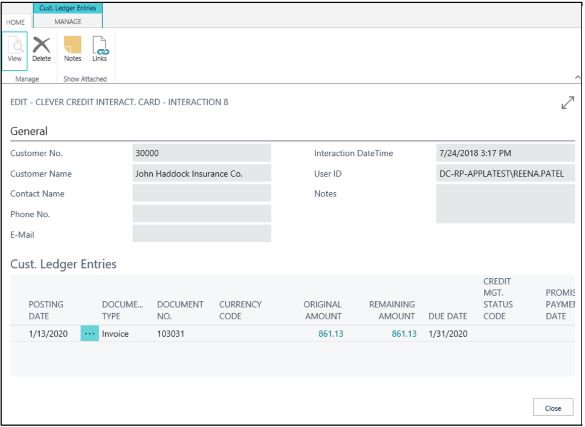 Cust. Ledger Entries
HOME MANAGE
View Delete Notes Links
Manage Show Attached
EDIT - CLEVER CREDIT INTERACT. CARD - INTERACTION 8
General
Customer No. 30000 Interaction DateTime 7/24/2018 3:17 PM
Customer Name John Haddock Insurance Co. User ID DC-RP-APPLATEST\REENA.PATEL
Contact Name Notes
Phone No.
E-Mail
Cust. Ledger Entries
CREDIT
MGT. PROMIS
POSTING DOCUME... DOCUMENT CURRENCY ORIGINAL REMAINING STATUS PAYMEN
DATE TYPE NO. CODE AMOUNT AMOUNT DUE DATE CODE DATE
1/13/2020 ... Invoice 103031 861.13 861.13 1/31/2020
Close